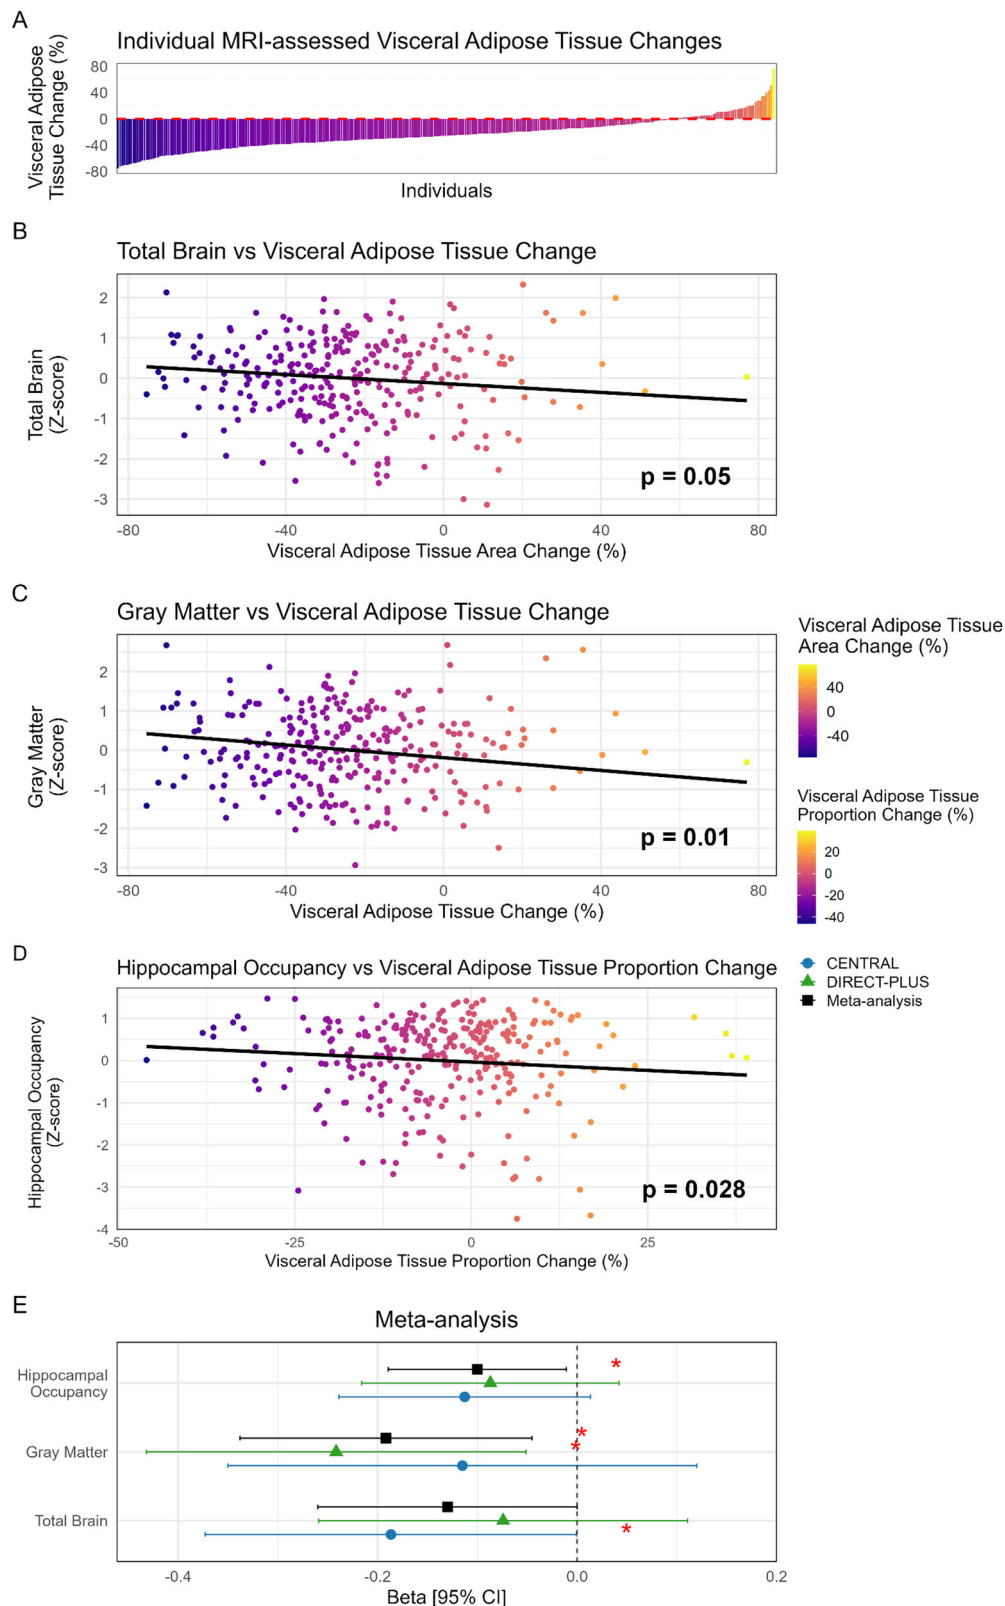 A
Individual MRI-assessed Visceral Adipose Tissue Changes
Visceral Adipose
Tissue Change (%)
80
40
0
-40
-80
Individuals
B
Total Brain vs Visceral Adipose Tissue Change
Total Brain
(Z-score)
2
1
0
-1
-2
-3
p = 0.05
-80 -40 0 40 80
Visceral Adipose Tissue Area Change (%)
C
Gray Matter vs Visceral Adipose Tissue Change
Gray Matter
(Z-score)
2
1
0
-1
-2
-3
p = 0.01
-80 -40 0 40 80
Visceral Adipose Tissue Change (%)
Visceral Adipose Tissue
Area Change (%)
40
0
-40
Visceral Adipose Tissue
Proportion Change (%)
20
0
-20
-40
CENTRAL
DIRECT-PLUS
Meta-analysis
D
Hippocampal Occupancy vs Visceral Adipose Tissue Proportion Change
Hippocampal Occupancy
(Z-score)
1
0
-1
-2
-3
-4
p = 0.028
-50 -25 0 25
Visceral Adipose Tissue Proportion Change (%)
E
Meta-analysis
Hippocampal
Occupancy
*
Gray Matter
*
*
Total Brain
*
-0.4 -0.2 0.0 0.2
Beta [95% CI]